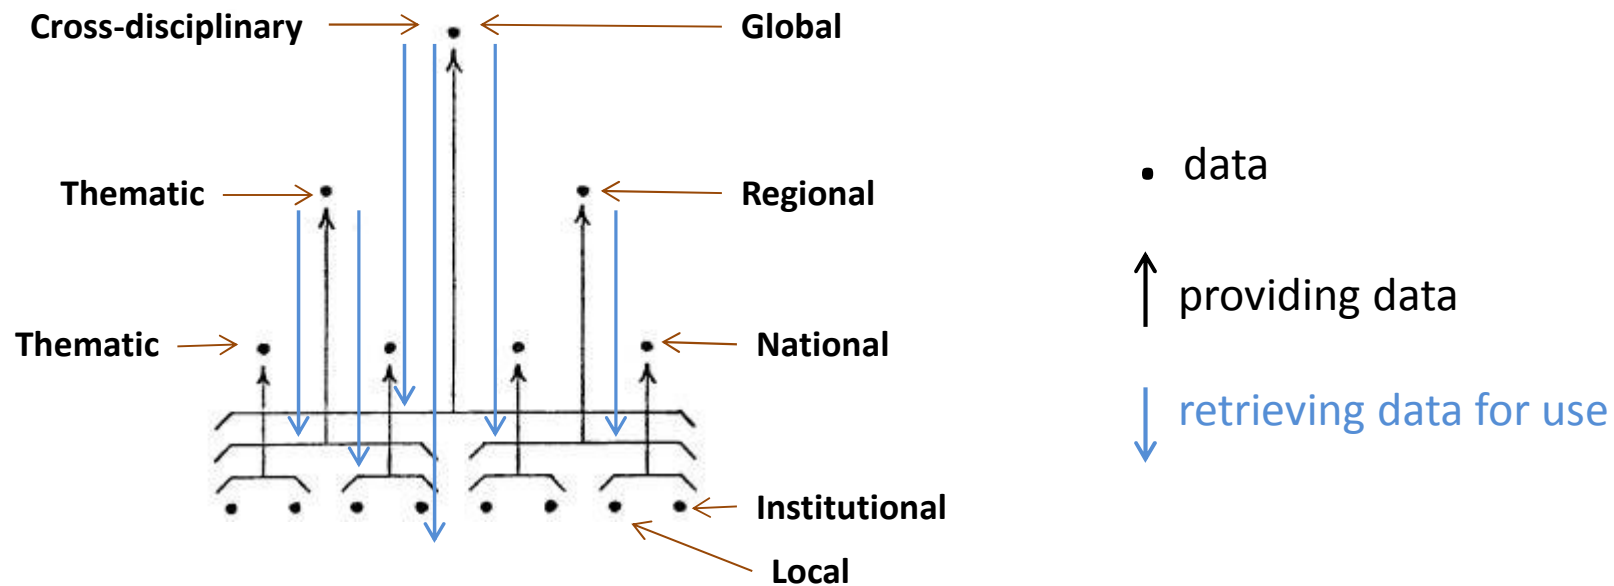 Cross-disciplinary
Global
Thematic
Regional
Thematic
National
Institutional
Local
data
providing data
retrieving data for use